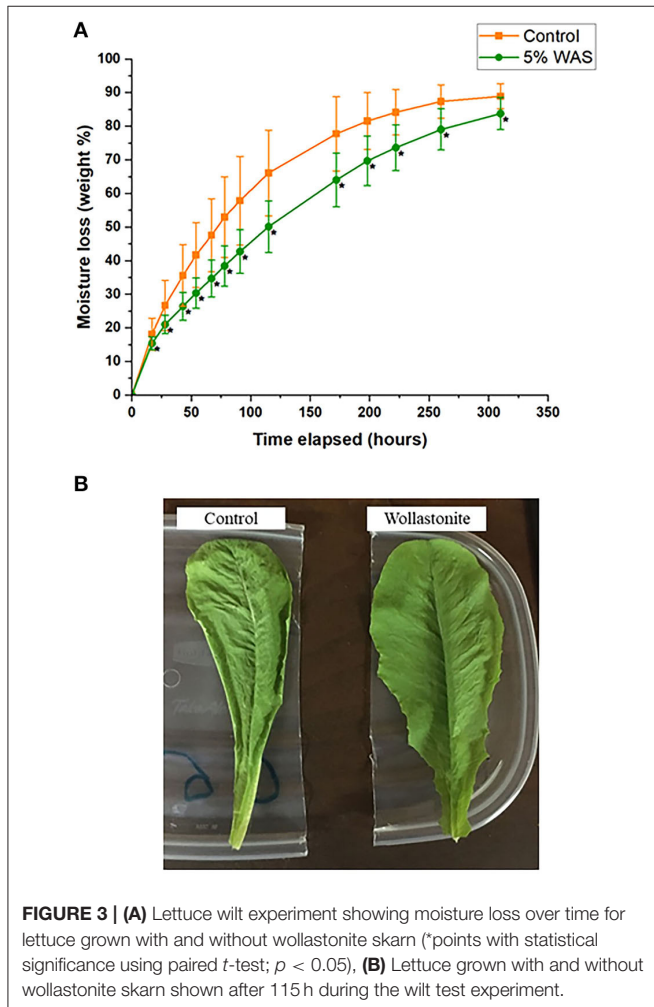 A
Control
5% WAS
100
90
80
70
60
50
40
30
20
10
0
Moisture loss (weight %)
0 50 100 150 200 250 300 350
Time elapsed (hours)
B
Control
Wollastonite
FIGURE 3 | (A) Lettuce wilt experiment showing moisture loss over time for
lettuce grown with and without wollastonite skarn (*points with statistical
significance using paired t-test; p < 0.05), (B) Lettuce grown with and without
wollastonite skarn shown after 115 h during the wilt test experiment.